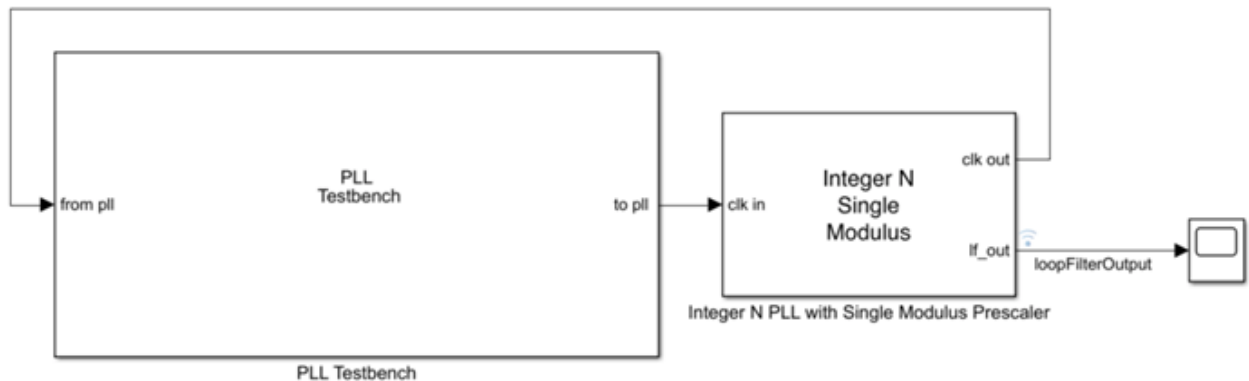 PLL
Testbench
from pll
to pll
PLL Testbench
clk in
Integer N
Single
Modulus
clk out
lf_out
loopFilterOutput
Integer N PLL with Single Modulus Prescaler